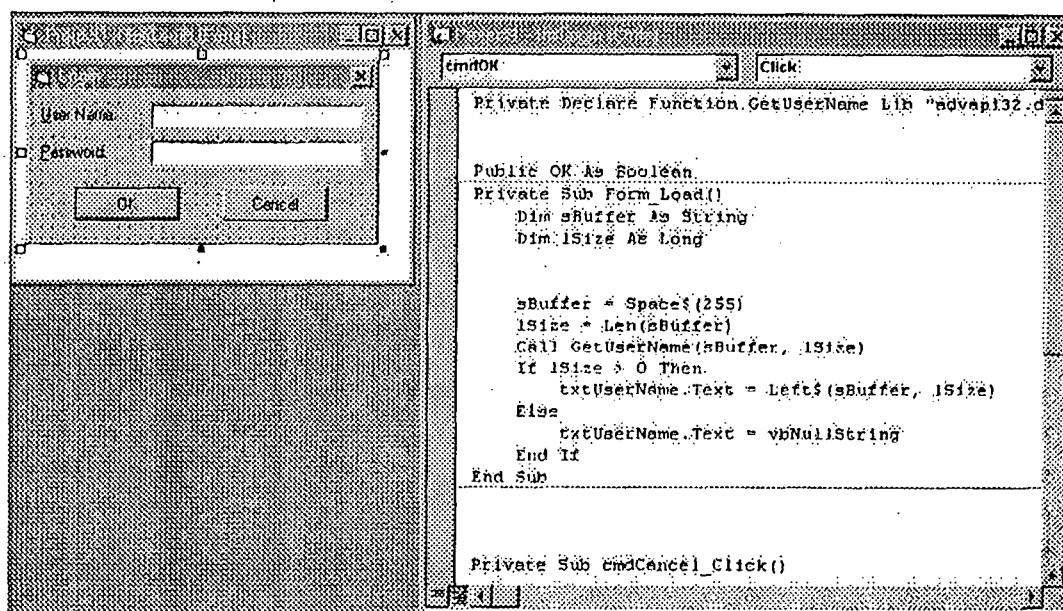 User Name:
Password:
OK
Cancel
cmdOK
Click
Private Declare Function GetUserName Lib "advapi32.d
Public OK As Boolean
Private Sub Form_Load()
Dim sBuffer As String
Dim lSize As Long
sBuffer = Space$(255)
lSize = Len(sBuffer)
Call GetUserName(sBuffer, lSize)
If lSize > 0 Then
txtUserName.Text = Left$(sBuffer, lSize)
Else
txtUserName.Text = vbNullString
End If
End Sub
Private Sub cmdCancel_Click()